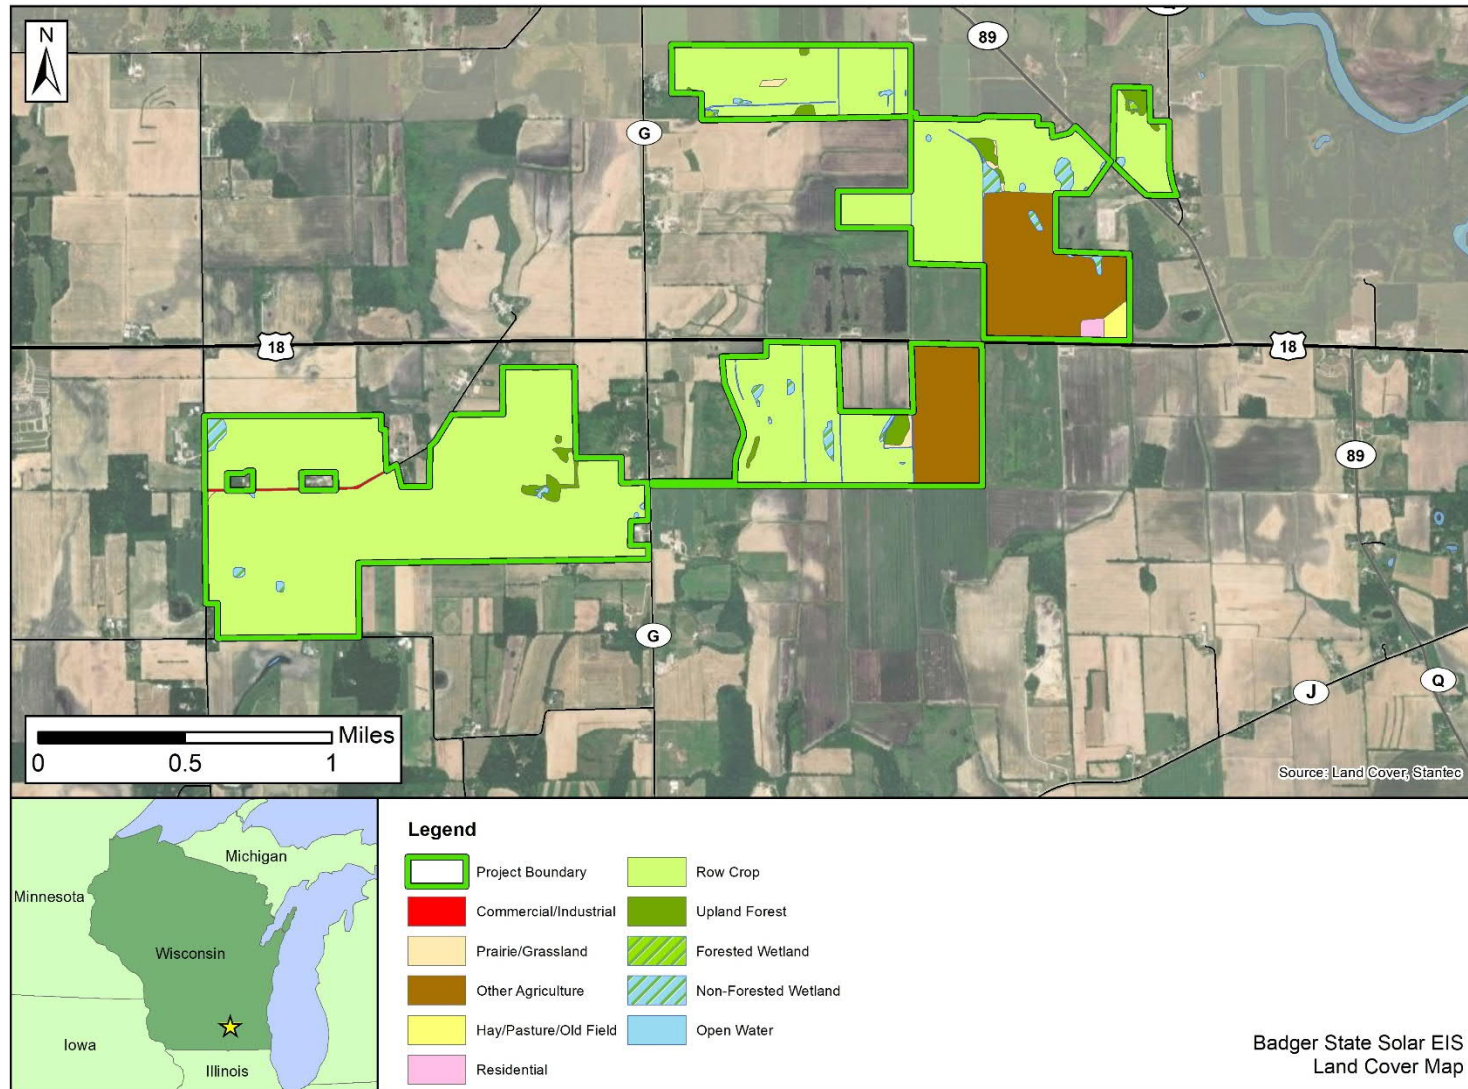 N
89
G
18
18
89
G
J
Q
Miles
0 0.5 1
Source: Land Cover, Stantec
Minnesota
Michigan
Wisconsin
Iowa
Illinois
Legend
Project Boundary
Commercial/Industrial
Prairie/Grassland
Other Agriculture
Hay/Pasture/Old Field
Residential
Row Crop
Upland Forest
Forested Wetland
Non-Forested Wetland
Open Water
Badger State Solar EIS
Land Cover Map